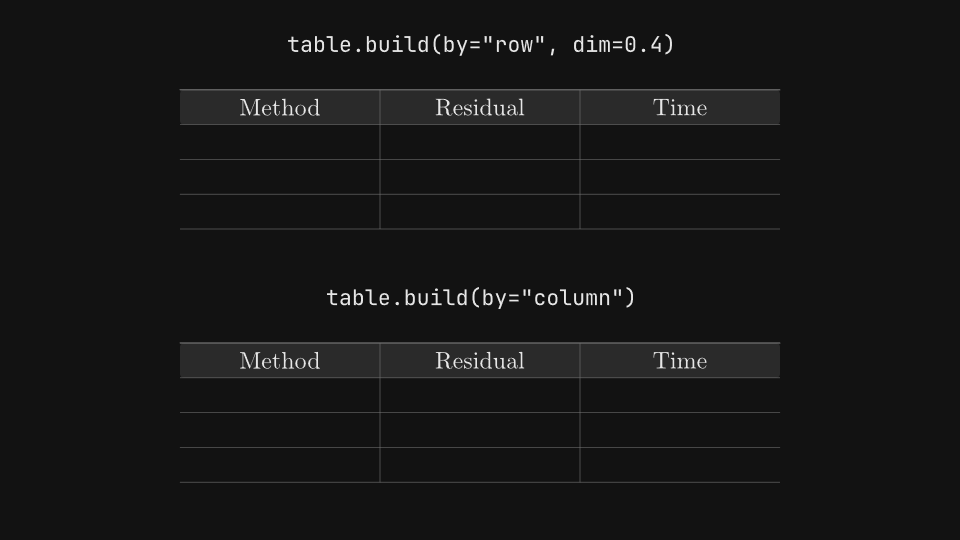 table.build(by="row", dim=0.4)
Method Residual Time
table.build(by="column")
Method Residual Time